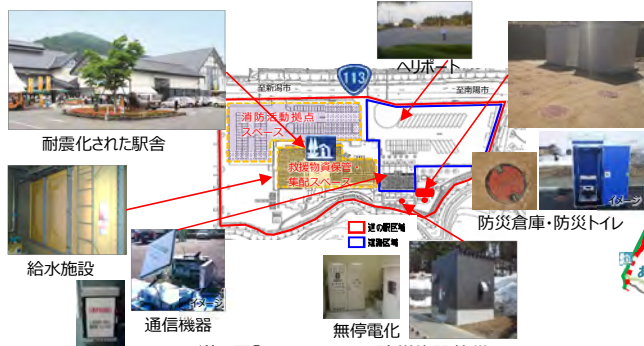 ヘリポート
113
至新潟市
至南陽市
消防活動拠点
スペース
耐震化された駅舎
救援物資保管・
集配スペース
イメージ
防災倉庫・防災トイレ
道の駅区域
道路区域
給水施設
イメージ
通信機器
無停電化